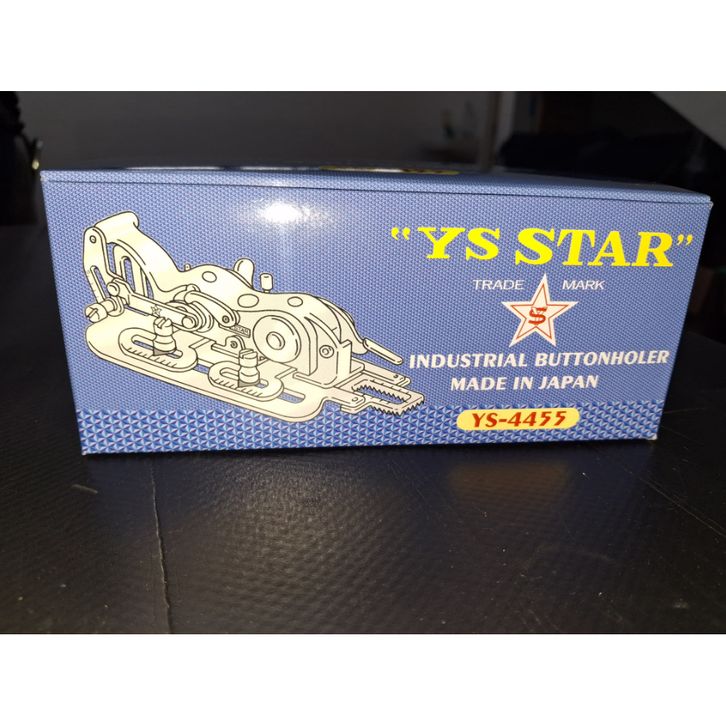 "YS STAR"
TRADE MARK
S
INDUSTRIAL BUTTONHOLER
MADE IN JAPAN
YS-4455